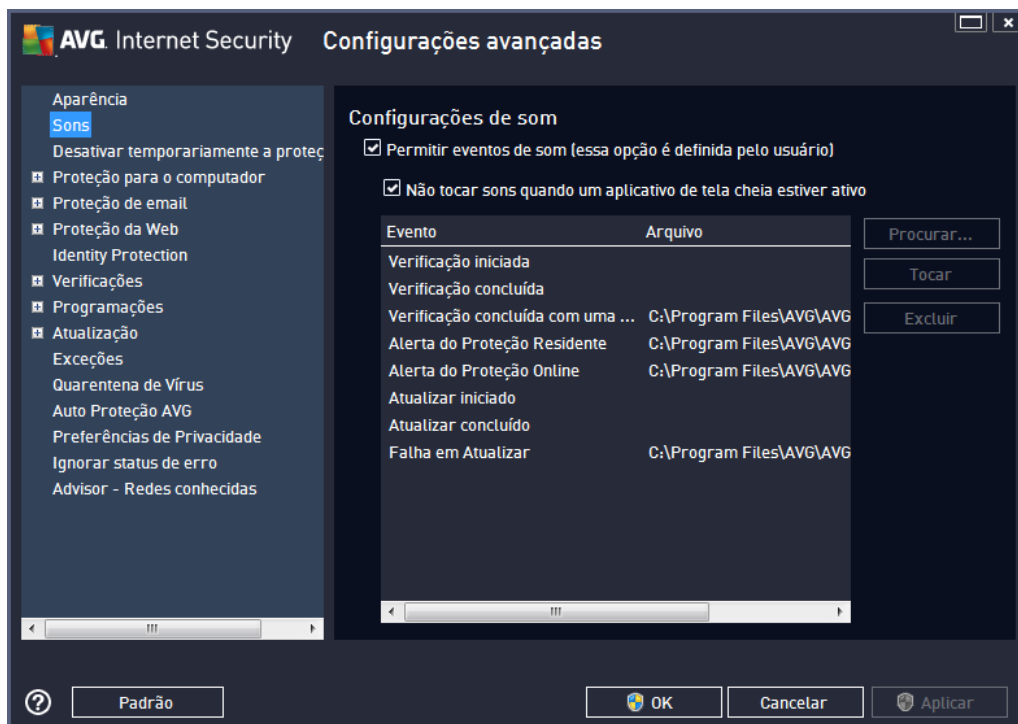 AVG. Internet Security Configurações avançadas
Aparência
Sons
Desativar temporariamente a proteç
Proteção para o computador
Proteção de email
Proteção da Web
Identity Protection
Verificações
Programações
Atualização
Exceções
Quarentena de Vírus
Auto Proteção AVG
Preferências de Privacidade
Ignorar status de erro
Advisor - Redes conhecidas
Configurações de som
Permitir eventos de som (essa opção é definida pelo usuário)
Não tocar sons quando um aplicativo de tela cheia estiver ativo
Evento Arquivo
Verificação iniciada
Verificação concluída
Verificação concluída com uma ... C:\Program Files\AVG\AVG
Alerta do Proteção Residente C:\Program Files\AVG\AVG
Alerta do Proteção Online C:\Program Files\AVG\AVG
Atualizar iniciado
Atualizar concluído
Falha em Atualizar C:\Program Files\AVG\AVG
Procurar...
Tocar
Excluir
Padrão OK Cancelar Aplicar